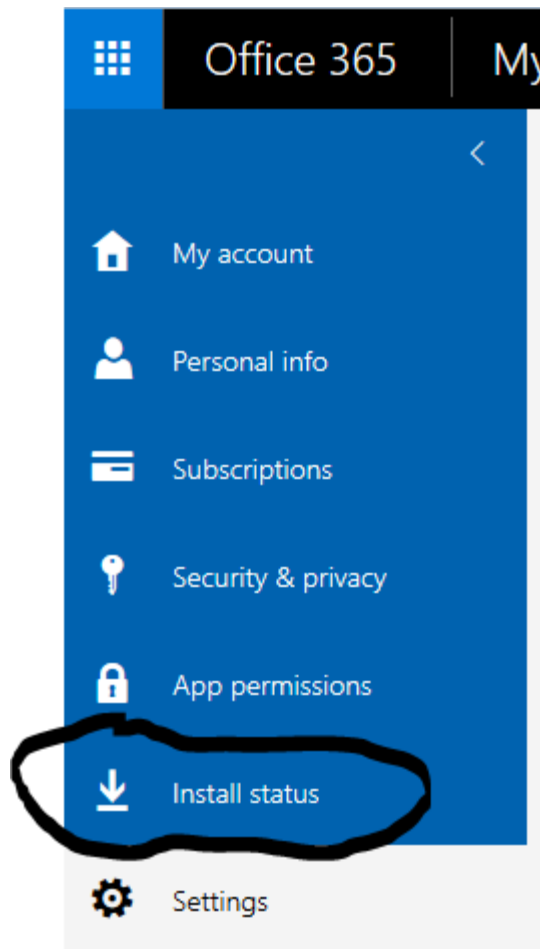 Office 365
My
My account
Personal info
Subscriptions
Security & privacy
App permissions
Install status
Settings